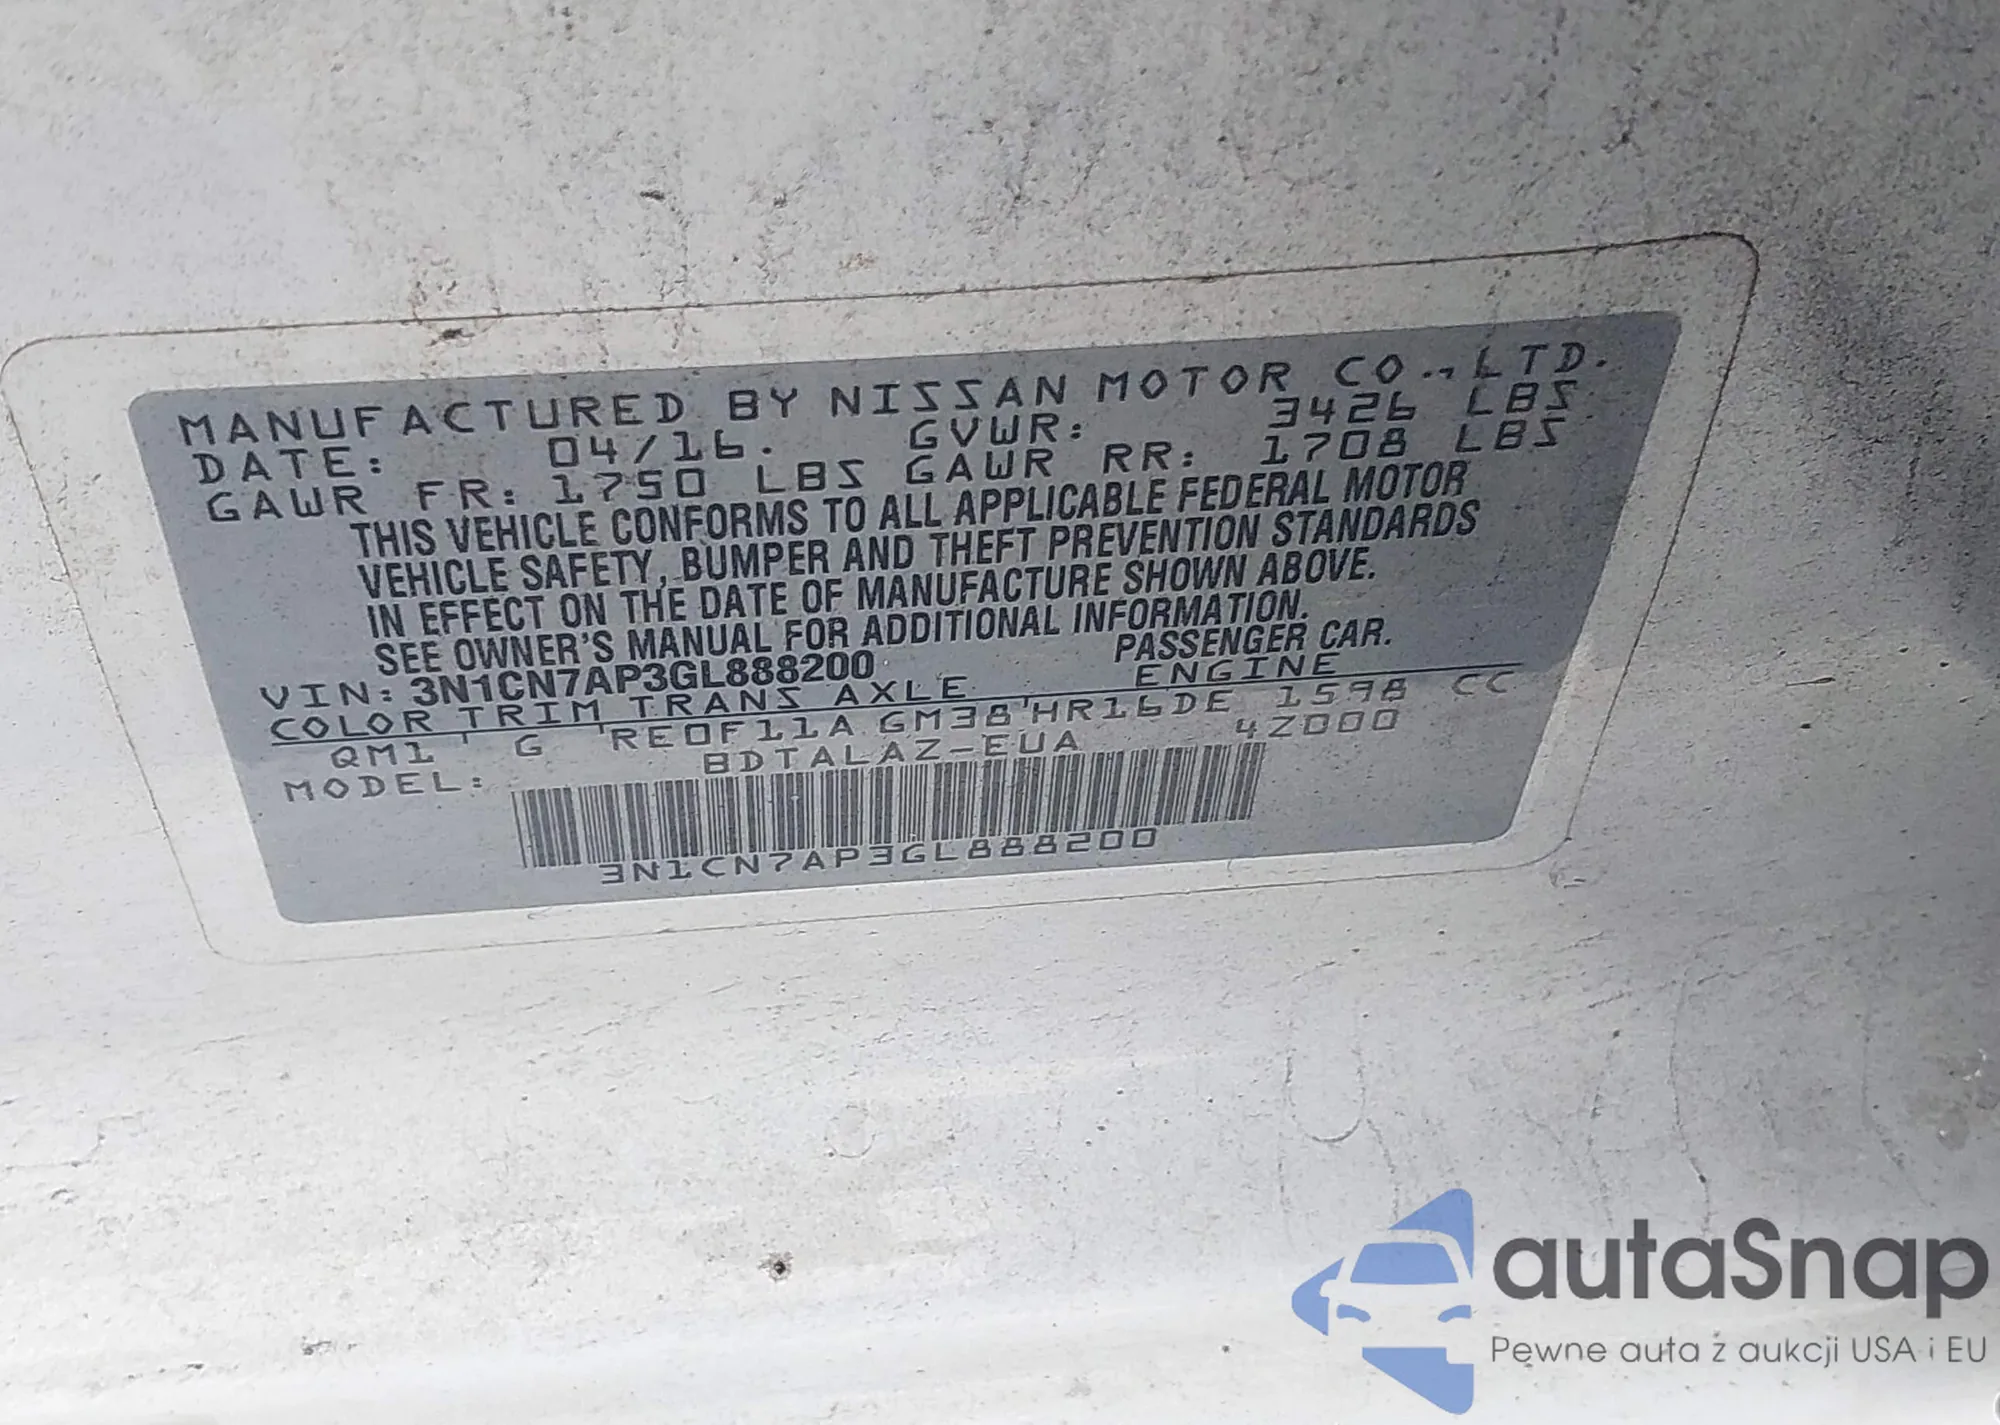 MANUFACTURED BY NISSAN MOTOR CO., LTD.
DATE: 04/16. GVWR: 3426 LBS
GAWR FR: 1750 LBS GAWR RR: 1708 LBS
THIS VEHICLE CONFORMS TO ALL APPLICABLE FEDERAL MOTOR
VEHICLE SAFETY, BUMPER AND THEFT PREVENTION STANDARDS
IN EFFECT ON THE DATE OF MANUFACTURE SHOWN ABOVE.
SEE OWNER'S MANUAL FOR ADDITIONAL INFORMATION.
VIN: 3N1CN7AP3GL888200 PASSENGER CAR.
COLOR TRIM TRANS AXLE ENGINE
QM1 G RE0F11A GM38 HR16DE 1598 CC
MODEL: BDTALAZ-EUA 4Z000
3N1CN7AP3GL888200
autaSnap
Pewne auta z aukcji USA i EU